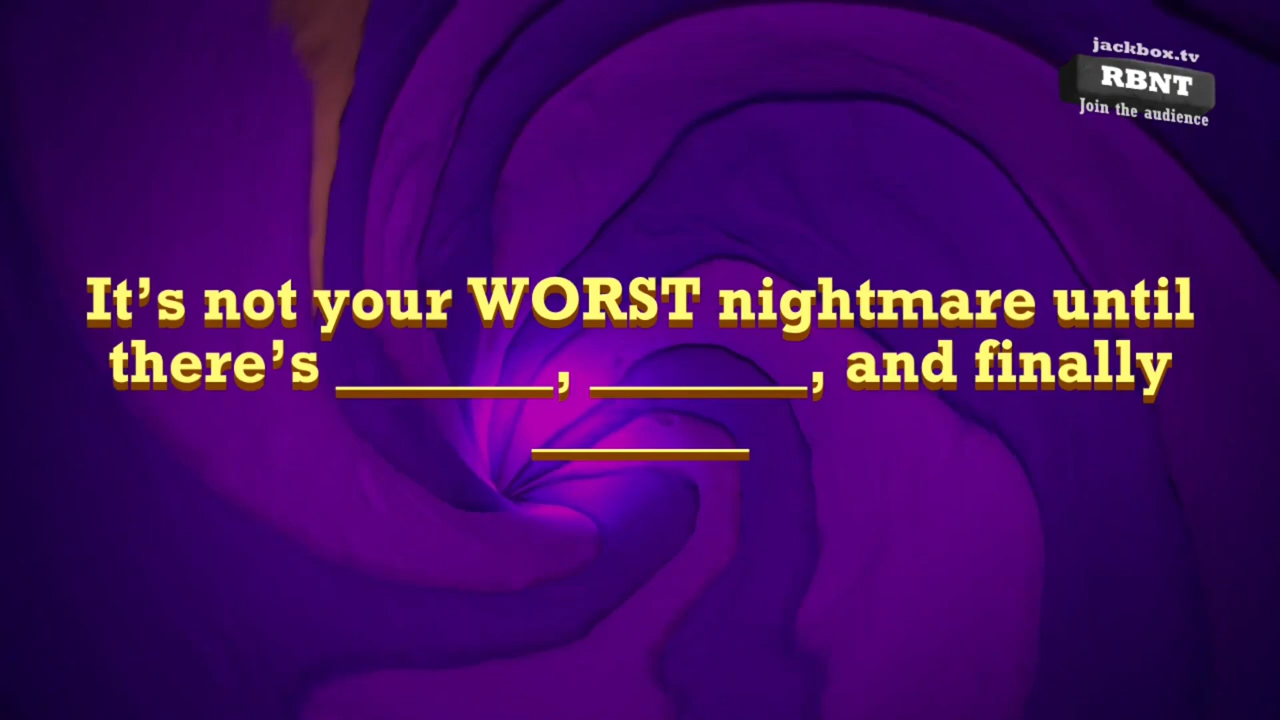 jackbox.tv
RBNT
Join the audience
It's not your WORST nightmare until
there's ________, ________, and finally
________